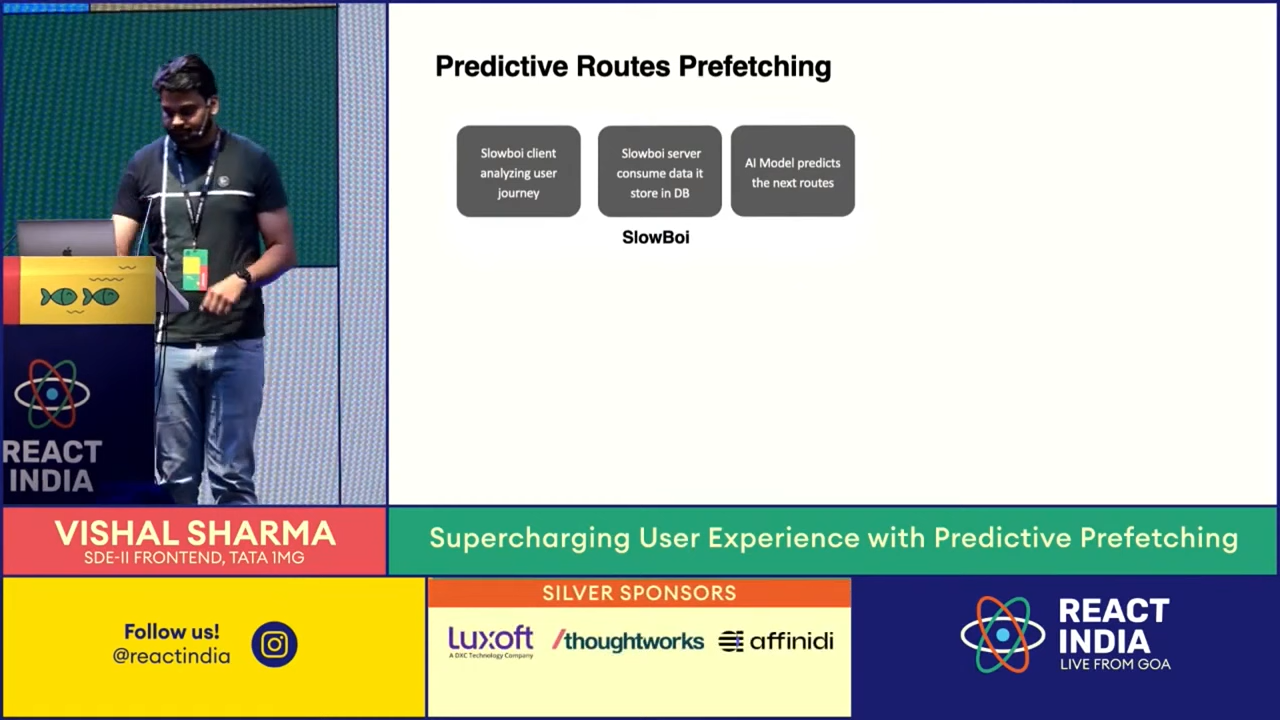 Predictive Routes Prefetching
Slowboi client
analyzing user
journey
Slowboi server
consume data it
store in DB
AI Model predicts
the next routes
SlowBoi
REACT
INDIA
VISHAL SHARMA
SDE-II FRONTEND, TATA 1MG
Supercharging User Experience with Predictive Prefetching
Follow us!
@reactindia
SILVER SPONSORS
Luxoft
A DXC Technology Company
/thoughtworks
affinidi
REACT
INDIA
LIVE FROM GOA